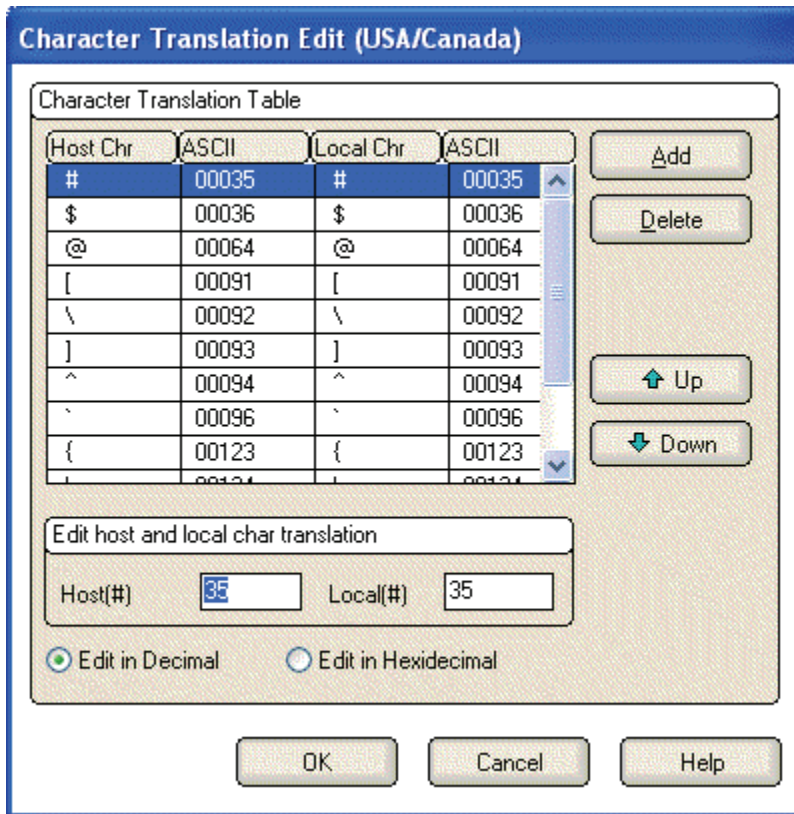 Character Translation Edit (USA/Canada)
Character Translation Table
Host Chr ASCII Local Chr ASCII
# 00035 # 00035
$ 00036 $ 00036
@ 00064 @ 00064
[ 00091 [ 00091
\ 00092 \ 00092
] 00093 ] 00093
^ 00094 ^ 00094
` 00096 ` 00096
{ 00123 { 00123
Add
Delete
Up
Down
Edit host and local char translation
Host(#) 35 Local(#) 35
Edit in Decimal Edit in Hexidecimal
OK Cancel Help